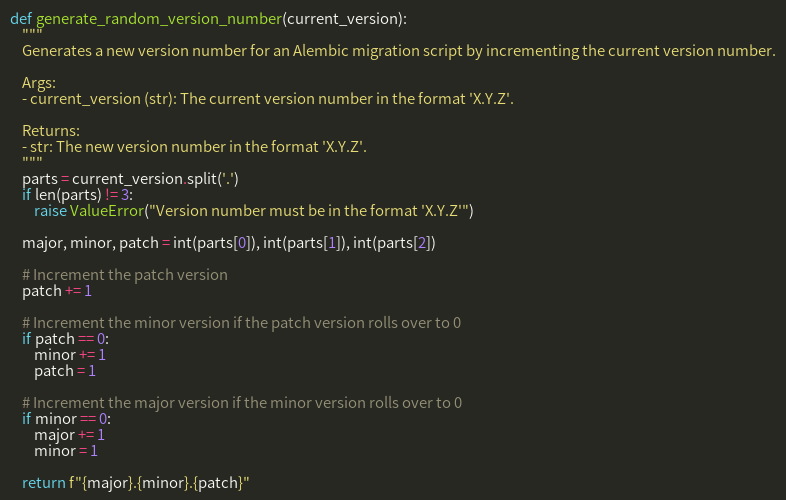 def generate_random_version_number(current_version):
    """
    Generates a new version number for an Alembic migration script by incrementing the current version number.

    Args:
    - current_version (str): The current version number in the format 'X.Y.Z'.

    Returns:
    - str: The new version number in the format 'X.Y.Z'.
    """
    parts = current_version.split('.')
    if len(parts) != 3:
        raise ValueError("Version number must be in the format 'X.Y.Z'")

    major, minor, patch = int(parts[0]), int(parts[1]), int(parts[2])

    # Increment the patch version
    patch += 1

    # Increment the minor version if the patch version rolls over to 0
    if patch == 0:
        minor += 1
        patch = 1

    # Increment the major version if the minor version rolls over to 0
    if minor == 0:
        major += 1
        minor = 1

    return f"{major}.{minor}.{patch}"